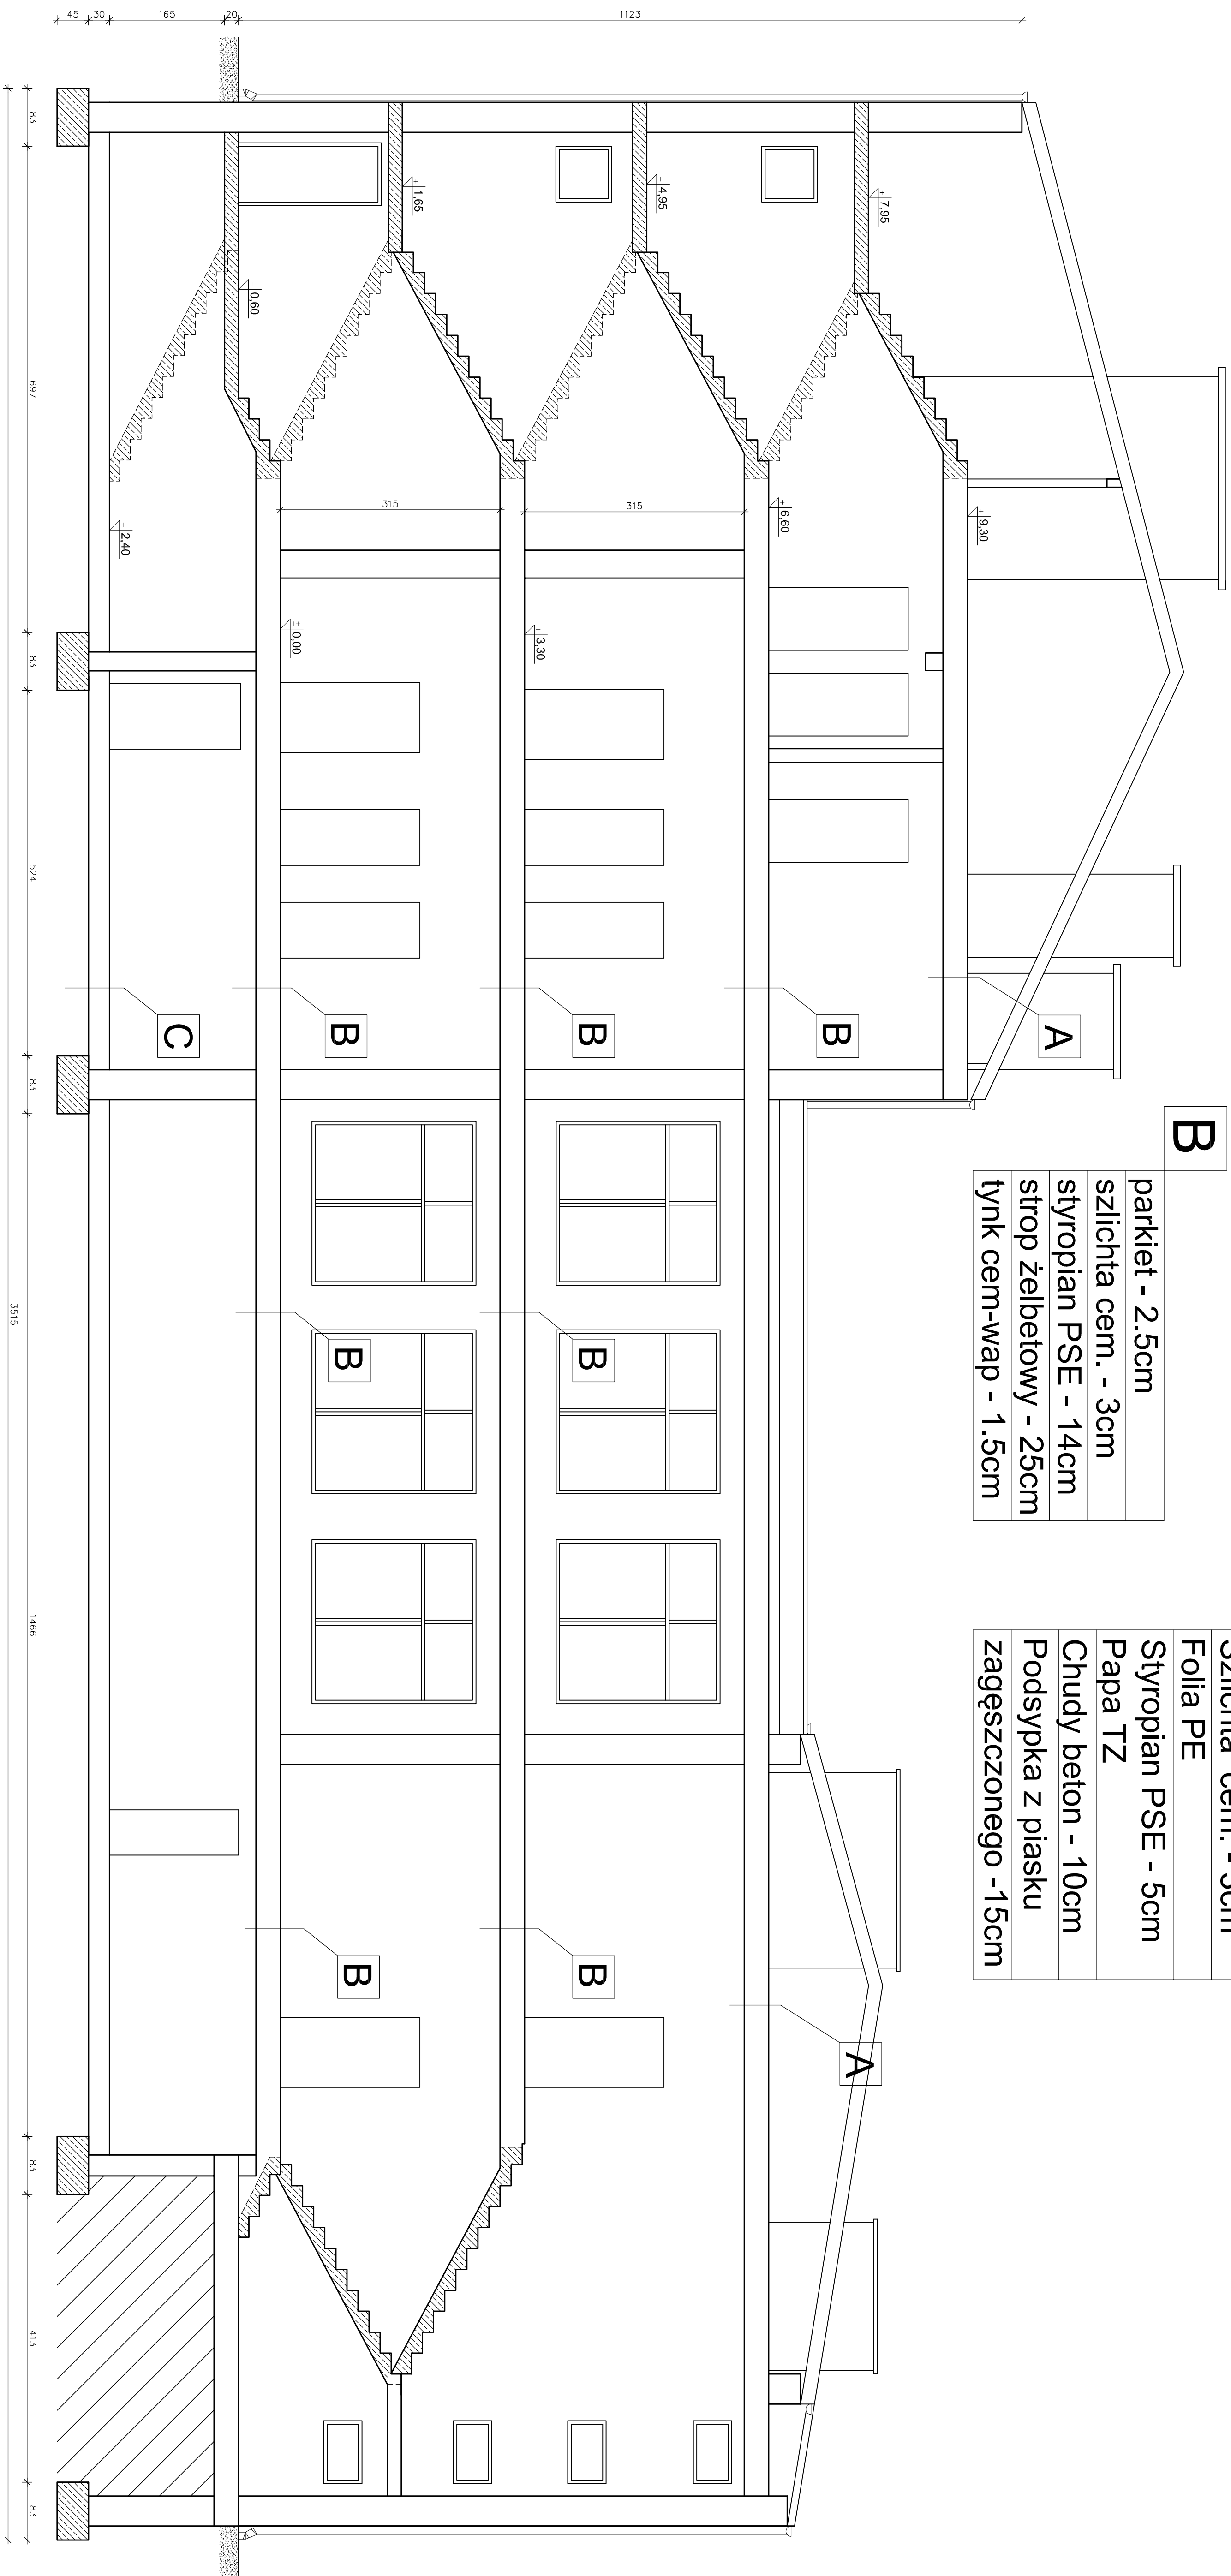 B
parkiet - 2.5cm
szlichta cem. - 3cm
styropian PSE - 14cm
strop żelbetowy - 25cm
tynk cem-wap - 1.5cm
Folia PE
Styropian PSE - 5cm
Papa TZ
Chudy beton - 10cm
Podsypka z piasku
zagęszczonego -15cm
A
A
+
9,30
+
7,95
+
6,60
B
+
4,95
315
B
B
B
+
3,30
+
1,65
315
±
0,00
B
B
B
-
0,60
-
2,40
C
1123
20
165
30
45
83
697
83
524
83
1466
83
413
83
3515